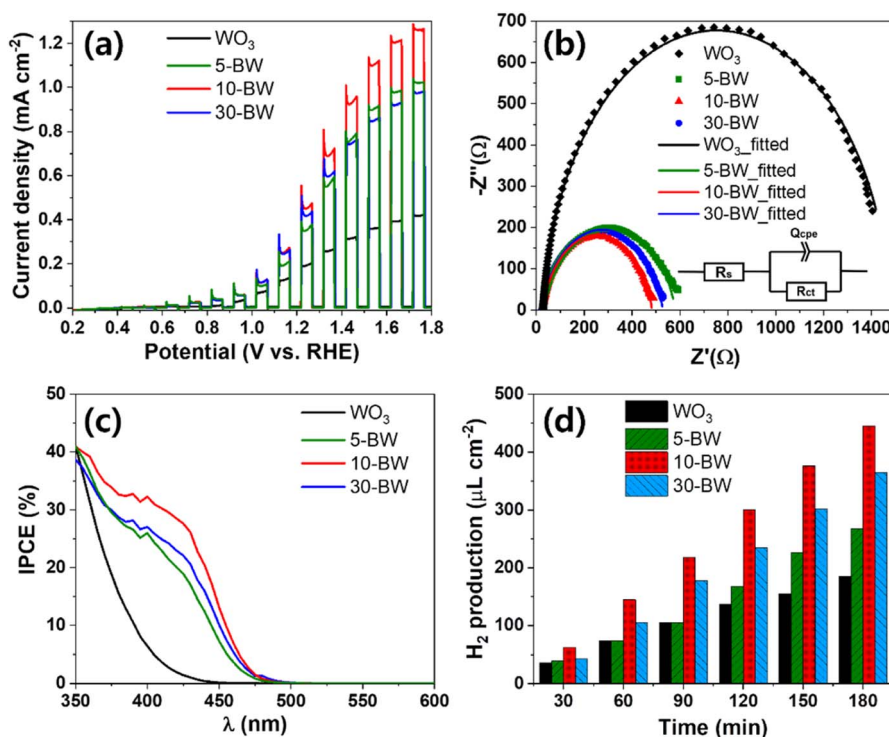 (a)
WO₃
5-BW
10-BW
30-BW
Current density (mA cm⁻²)
1.2
1.0
0.8
0.6
0.4
0.2
0.0
0.2 0.4 0.6 0.8 1.0 1.2 1.4 1.6 1.8
Potential (V vs. RHE)
(b)
WO₃
5-BW
10-BW
30-BW
WO₃_fitted
5-BW_fitted
10-BW_fitted
30-BW_fitted
Qcpe
Rs
Rct
-Z''(Ω)
-700
-600
500
400
300
200
100
0
0 200 400 600 800 1000 1200 1400
Z'(Ω)
(c)
WO₃
5-BW
10-BW
30-BW
IPCE (%)
50
40
30
20
10
0
350 400 450 500 550 600
λ (nm)
(d)
WO₃
5-BW
10-BW
30-BW
H₂ production (μL cm⁻²)
500
400
300
200
100
0
30 60 90 120 150 180
Time (min)